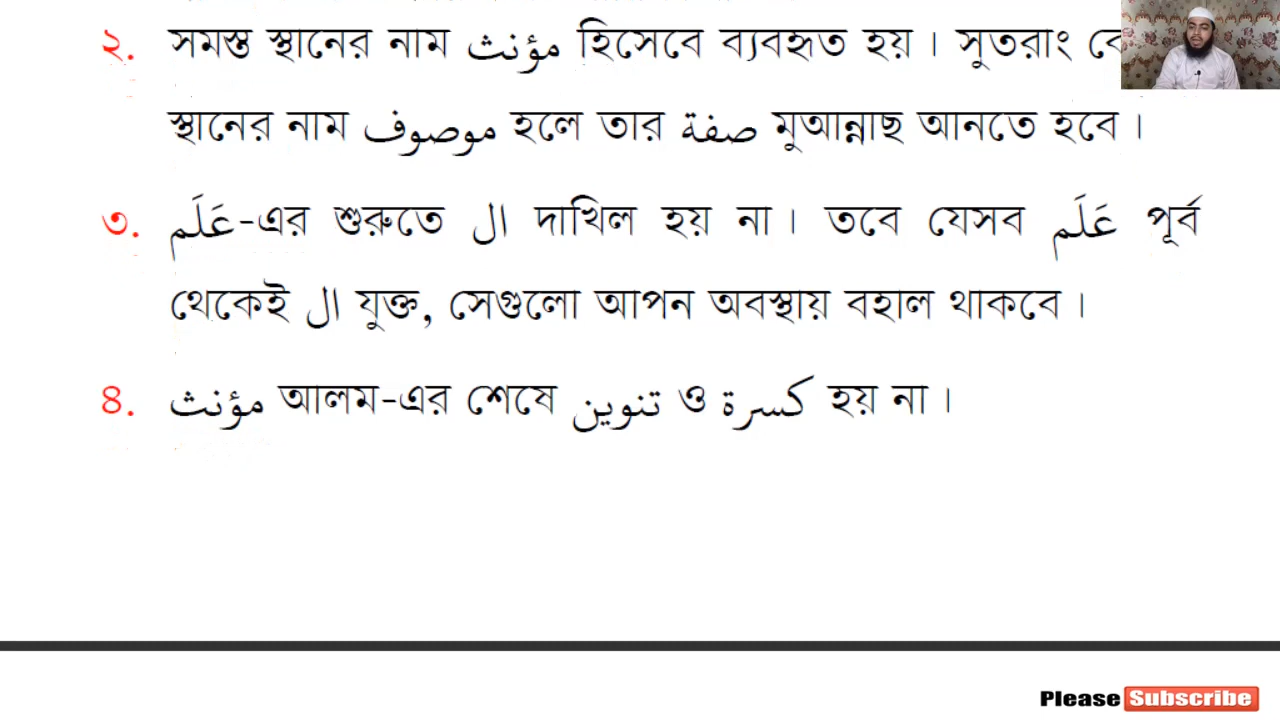 ২. সমস্ত স্থানের নাম مؤنث হিসেবে ব্যবহৃত হয়। সুতরাং
স্থানের নাম موصوف হলে তার صفة মুআন্নাছ আনতে হবে।
৩. عَلَم-এর শুরুতে ال দাখিল হয় না। তবে যেসব عَلَم পূর্ব
থেকেই ال যুক্ত, সেগুলো আপন অবস্থায় বহাল থাকবে।
৪. مؤنث আলম-এর শেষে تنوين ও كسرة হয় না।
Please Subscribe